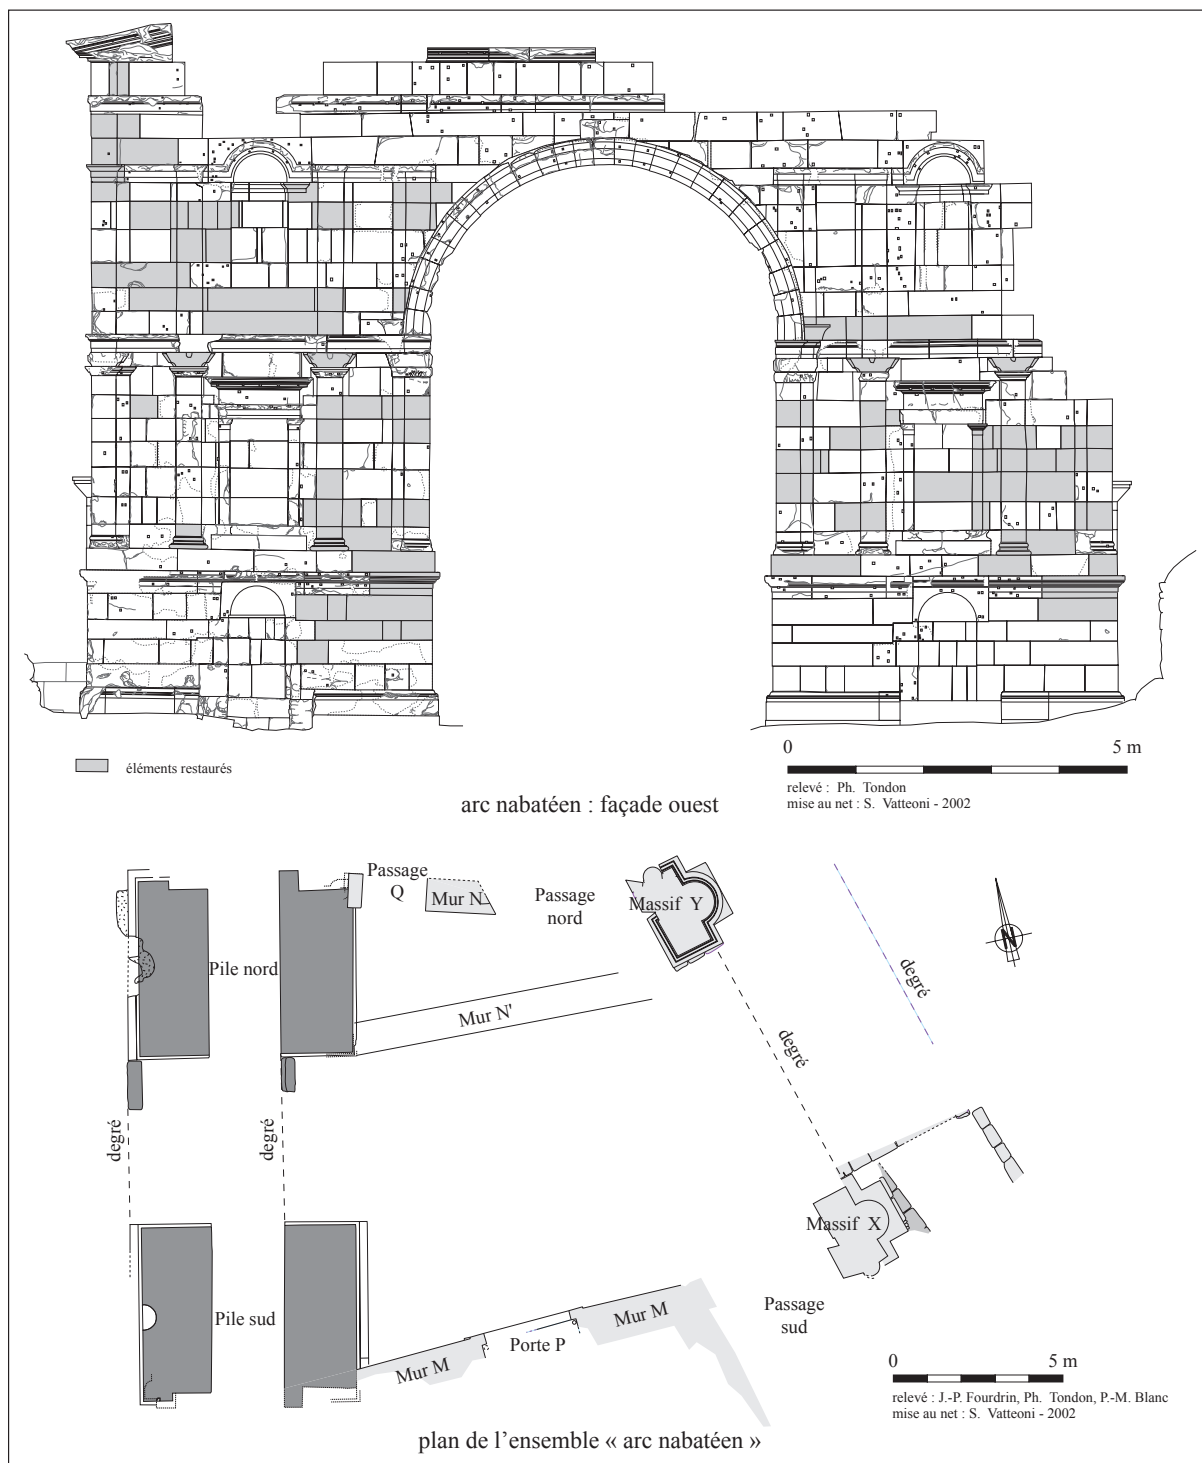 éléments restaurés
0 5 m
relevé : Ph. Tondon
mise au net : S. Vatteoni - 2002
arc nabatéen : façade ouest
Passage
Q
Mur N
Passage
nord
Massif Y
N
degré
Pile nord
Mur N'
degré
degré
degré
Massif X
Pile sud
Mur M
Porte P
Mur M
Passage
sud
0 5 m
relevé : J.-P. Fourdrin, Ph. Tondon, P.-M. Blanc
mise au net : S. Vatteoni - 2002
plan de l’ensemble « arc nabatéen »